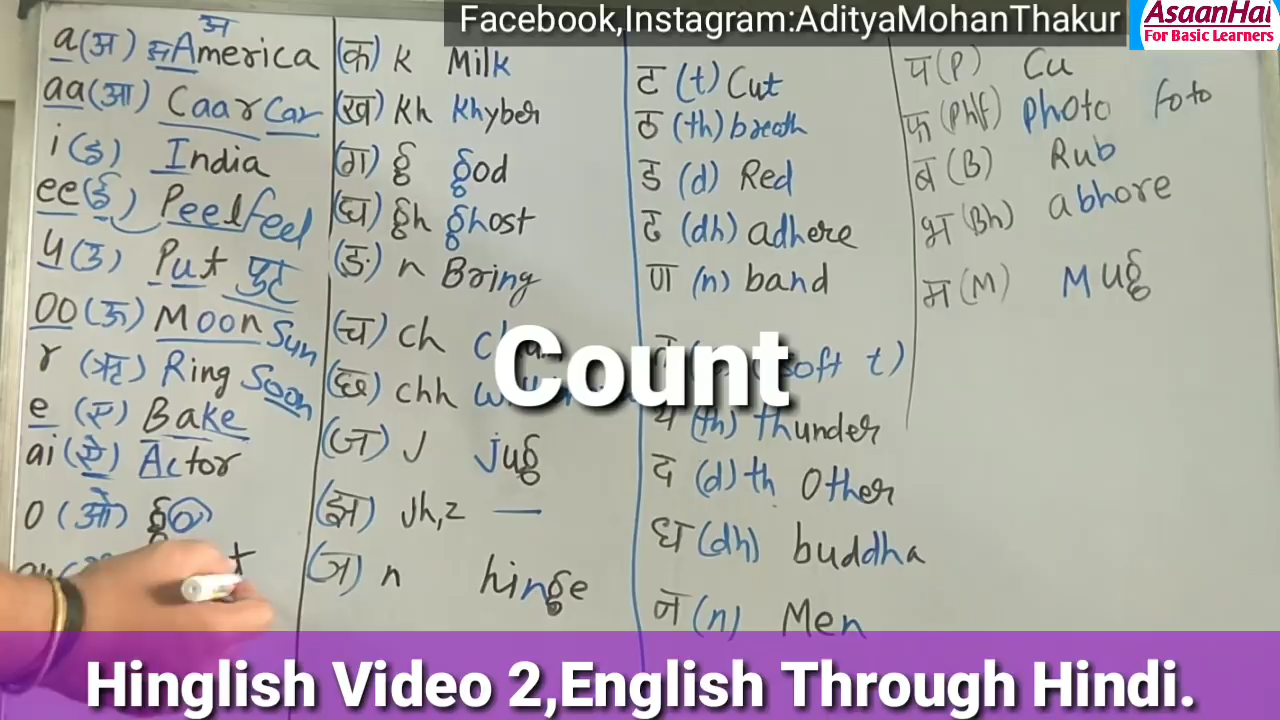 Facebook,Instagram:AdityaMohanThakur
AsaanHai
For Basic Learners
a (अ) अ America अ
aa (आ) Caar Car
i (इ) India
ee (ई) Peel feel
u (उ) Put पुट
oo (ऊ) Moon Sun
r (ऋ) Ring Soon
e (ए) Bake
ai (ऐ) Actor
o (ओ) go
t
(क) k Milk
(ख) kh khyber
(ग) g god
(घ) gh ghost
(ङ) n Bring
(च) ch
(छ) chh
(ज) J jug
(झ) Jh,z —
(ञ) n hinge
ट (t) Cut
ठ (th) breath
ड (d) Red
ढ (dh) adhere
ण (n) band
soft t)
थ (th) thunder
द (d) th Other
ध (dh) buddha
न (n) Men
प (P) Cu
फ (Phf) photo foto
ब (B) Rub
भ (Bh) abhore
म (M) Mug
Count
Hinglish Video 2,English Through Hindi.